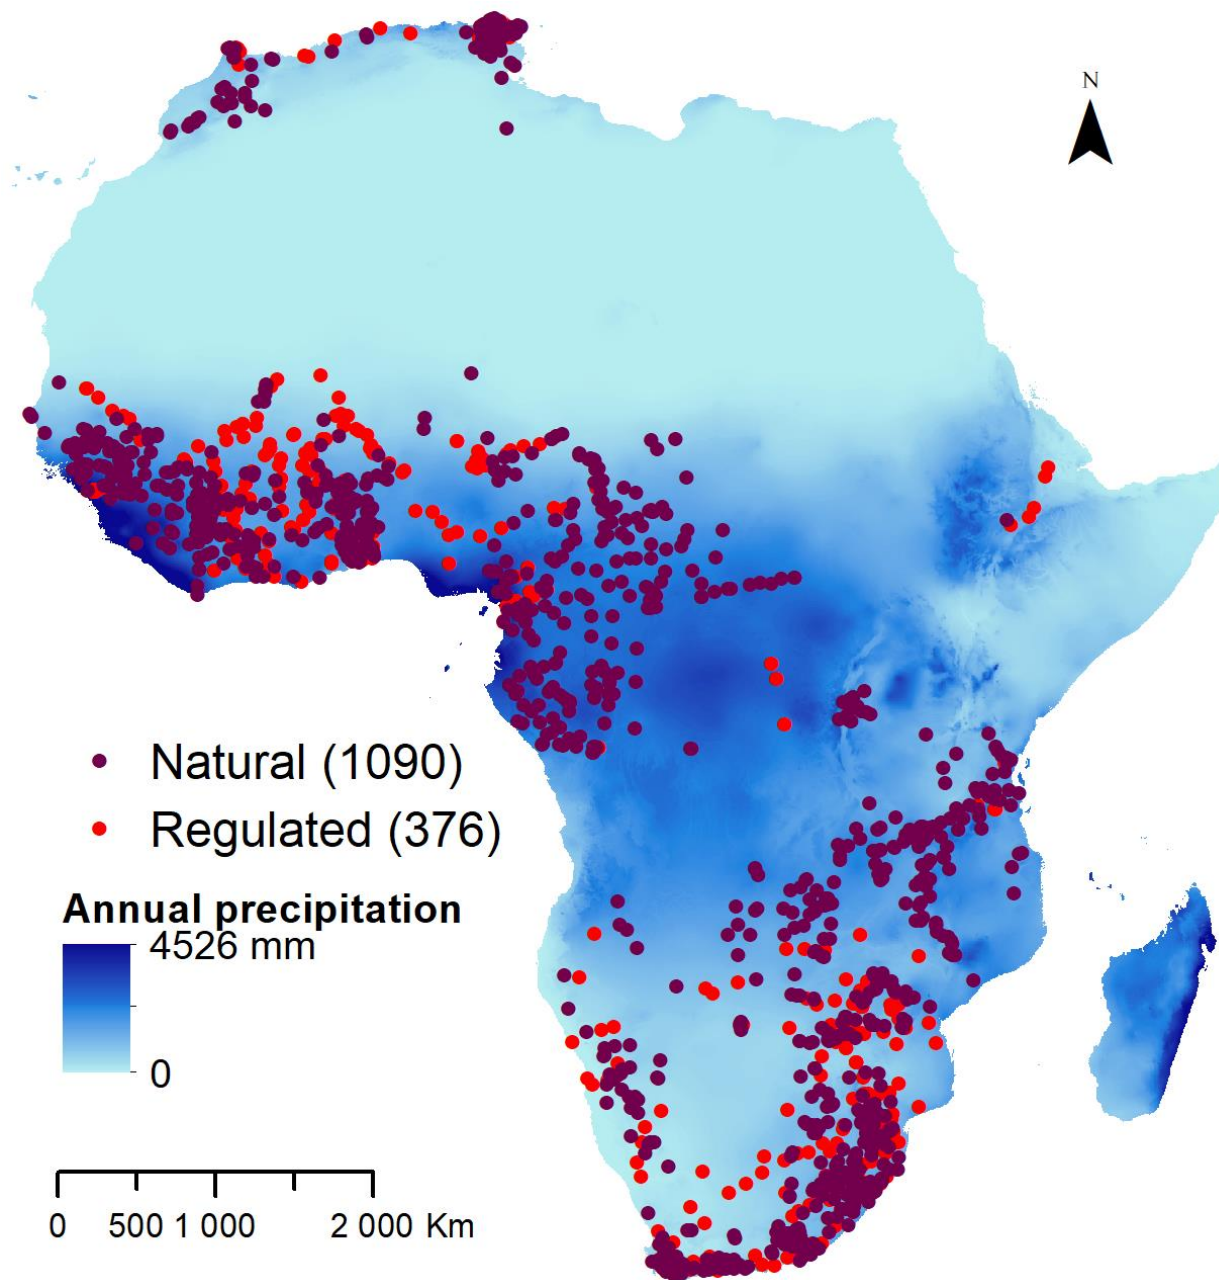 N
Natural (1090)
Regulated (376)
Annual precipitation
4526 mm
0
0 500 1 000 2 000 Km